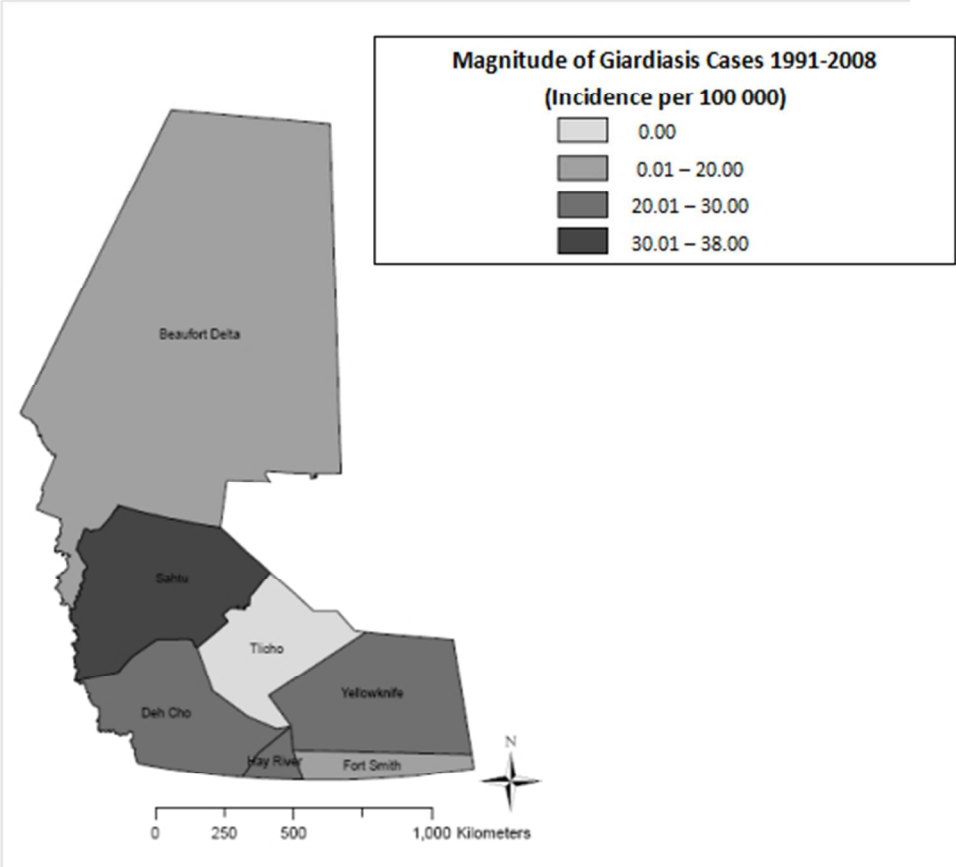 Magnitude of Giardiasis Cases 1991-2008
(Incidence per 100 000)
0.00
0.01 – 20.00
20.01 – 30.00
30.01 – 38.00
Beaufort Delta
Sahtu
Tlicho
Yellowknife
Deh Cho
Hay River
Fort Smith
N
0 250 500 1,000 Kilometers